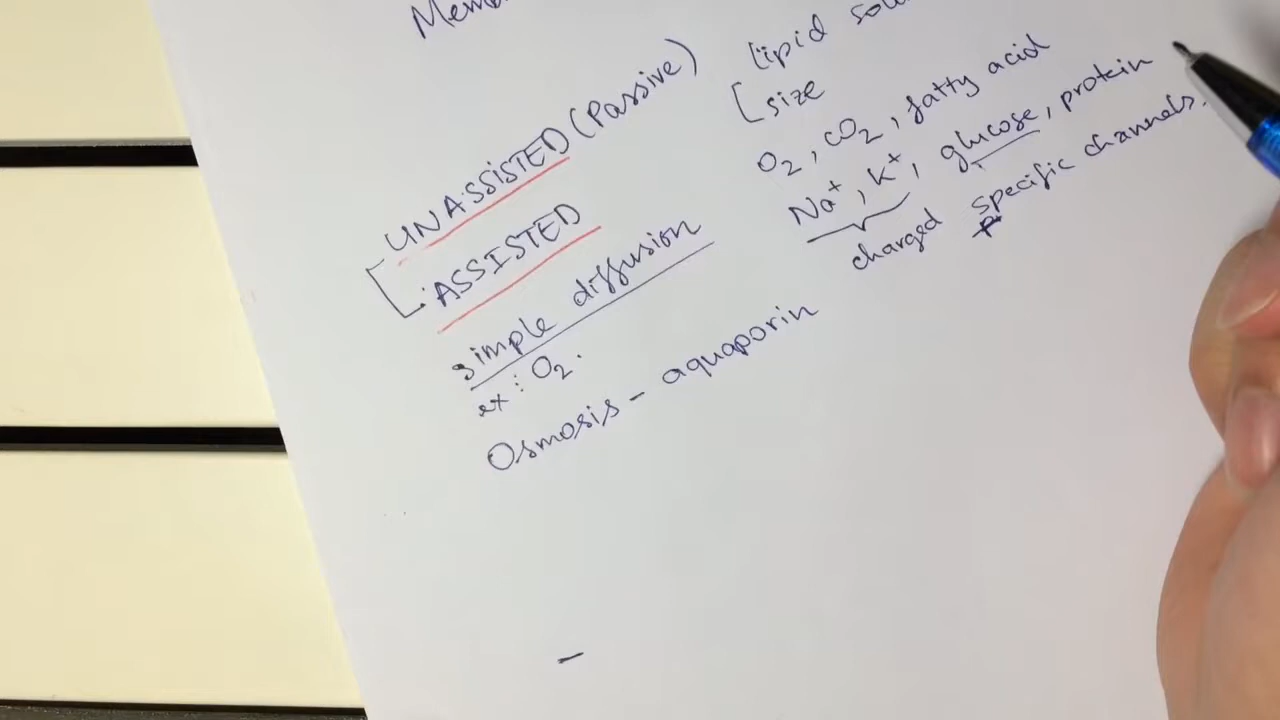 UNASSISTED (Passive)
ASSISTED
simple diffusion
ex: O2.
Osmosis - aquaporin
lipid
size
O2, CO2, fatty acid
Na+, K+, glucose, protein
charged specific channels.